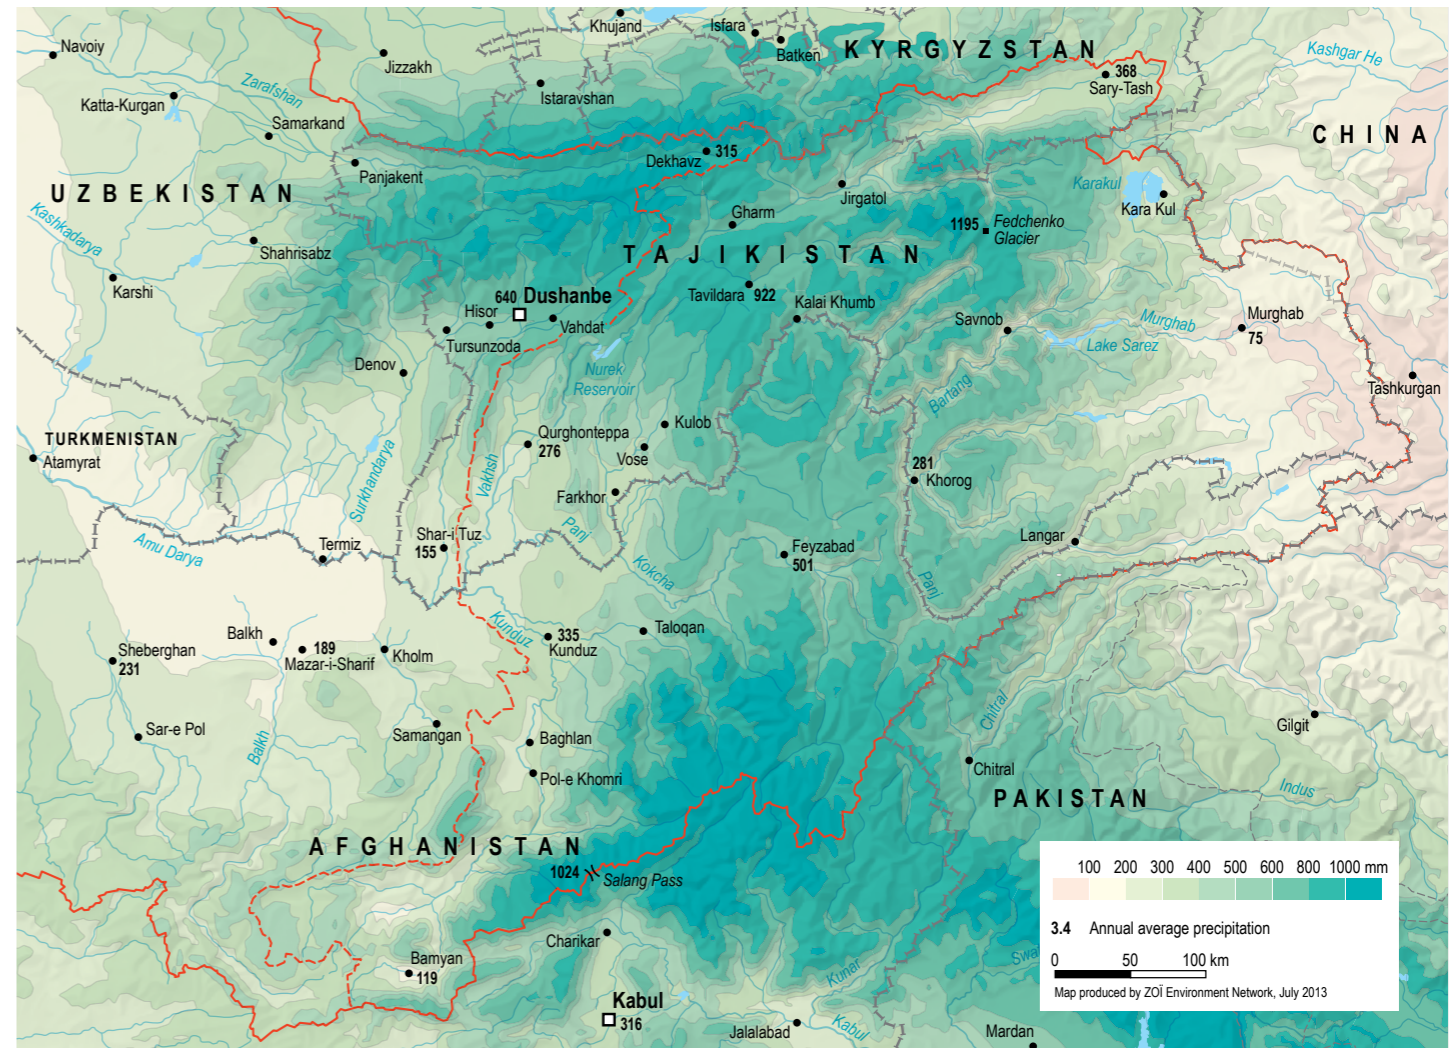 Navoiy
Khujand
Isfara
Batken
KYRGYZSTAN
Kashgar He
Jizzakh
368
Sary-Tash
Katta-Kurgan
Zarafshan
Istaravshan
CHINA
Samarkand
Dekhavz
315
Panjakent
UZBEKISTAN
Jirgatol
Karakul
Kara Kul
Kashkadarya
Gharm
1195
Fedchenko
Glacier
Shahrisabz
TAJIKISTAN
Karshi
640
Dushanbe
Tavildara
922
Kalai Khumb
Hisor
Vahdat
Savnob
Murghab
Murghab
75
Tursunzoda
Lake Sarez
Denov
Nurek
Reservoir
Bartang
Tashkurgan
TURKMENISTAN
Atamyrat
Qurghonteppa
276
Kulob
Vose
Surkhandarya
Vakhsh
281
Khorog
Farkhor
Amu Darya
Termiz
Shar-i Tuz
155
Panj
Kokcha
Feyzabad
501
Langar
Panj
Kunduz
Balkh
189
Mazar-i-Sharif
Kholm
335
Kunduz
Taloqan
Sheberghan
231
Chitral
Gilgit
Sar-e Pol
Balkh
Samangan
Baghlan
Pol-e Khomri
Chitral
PAKISTAN
Indus
AFGHANISTAN
1024
Salang Pass
Charikar
Bamyan
119
Kunar
Swa
Kabul
316
Jalalabad
Kabul
Mardan
100 200 300 400 500 600 800 1000 mm
3.4 Annual average precipitation
0 50 100 km
Map produced by ZOÏ Environment Network, July 2013